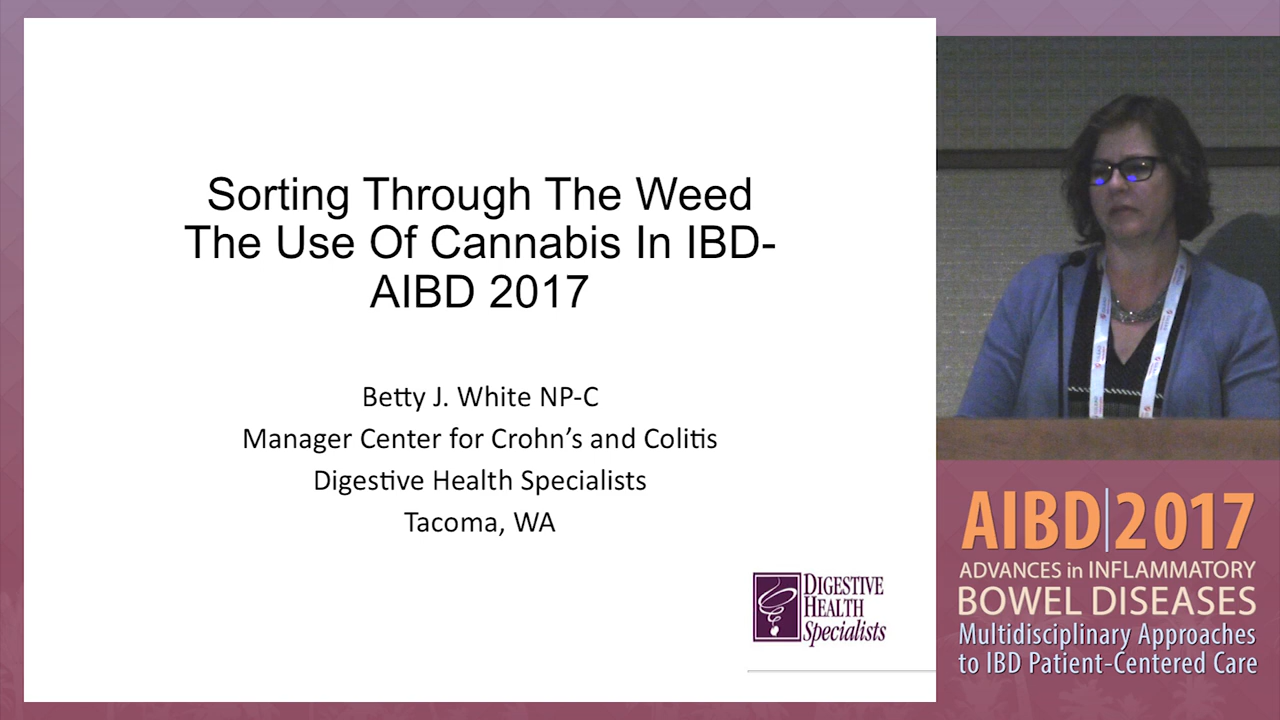 Sorting Through The Weed
The Use Of Cannabis In IBD-
AIBD 2017
Betty J. White NP-C
Manager Center for Crohn's and Colitis
Digestive Health Specialists
Tacoma, WA
DIGESTIVE
HEALTH
Specialists
AIBD|2017
ADVANCES in INFLAMMATORY
BOWEL DISEASES
Multidisciplinary Approaches
to IBD Patient-Centered Care